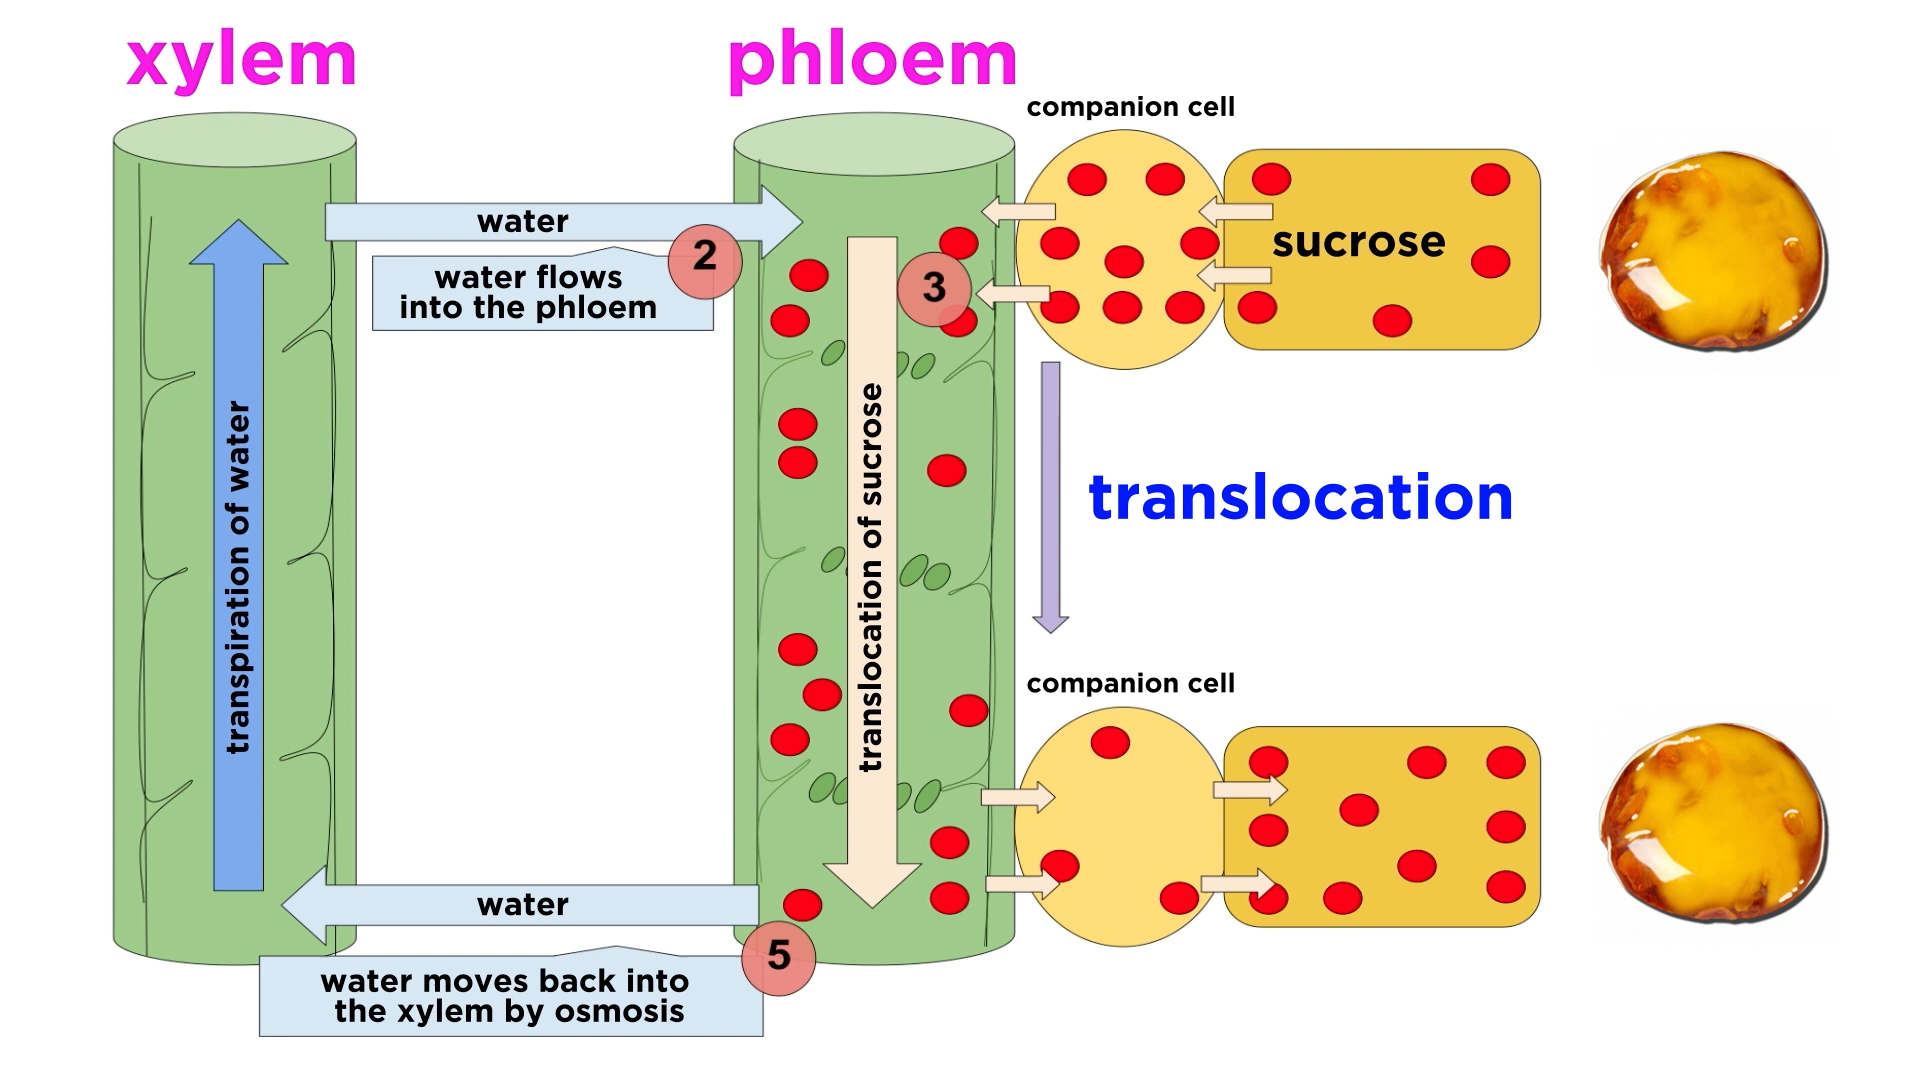 xylem
phloem
companion cell
water
2
water flows
into the phloem
3
sucrose
transpiration of water
translocation of sucrose
translocation
companion cell
water
5
water moves back into
the xylem by osmosis